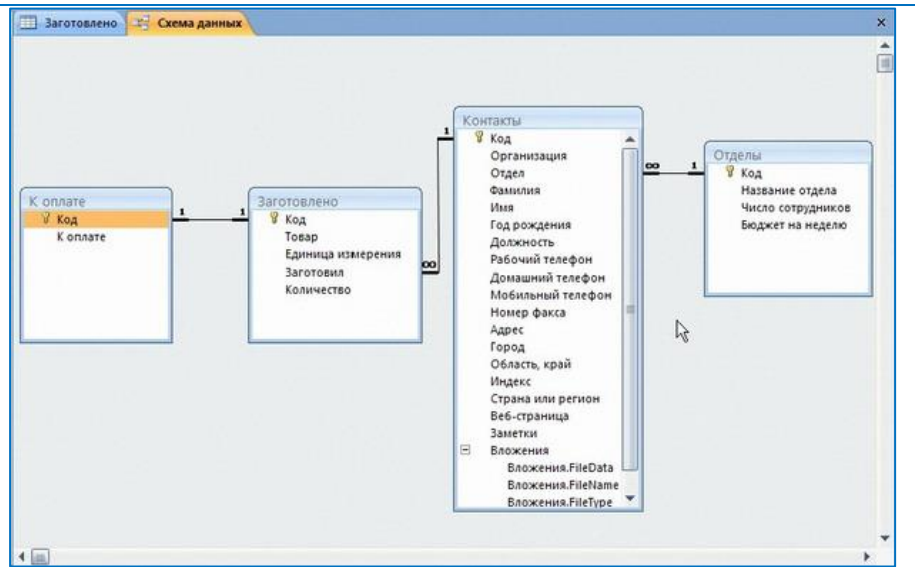 Заготовлено
Схема данных
К оплате
Код
К оплате
1
1
Заготовлено
Код
Товар
Единица измерения
Заготовил
Количество
∞
1
Контакты
Код
Организация
Отдел
Фамилия
Имя
Год рождения
Должность
Рабочий телефон
Домашний телефон
Мобильный телефон
Номер факса
Адрес
Город
Область, край
Индекс
Страна или регион
Веб-страница
Заметки
Вложения
Вложения.FileData
Вложения.FileName
Вложения.FileType
∞
1
Отделы
Код
Название отдела
Число сотрудников
Бюджет на неделю